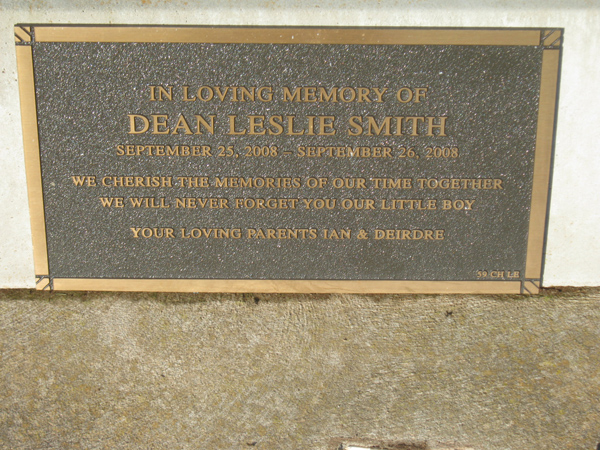 IN LOVING MEMORY OF
DEAN LESLIE SMITH
SEPTEMBER 25, 2008 – SEPTEMBER 26, 2008
WE CHERISH THE MEMORIES OF OUR TIME TOGETHER
WE WILL NEVER FORGET YOU OUR LITTLE BOY
YOUR LOVING PARENTS IAN & DEIRDRE
59 CH LE